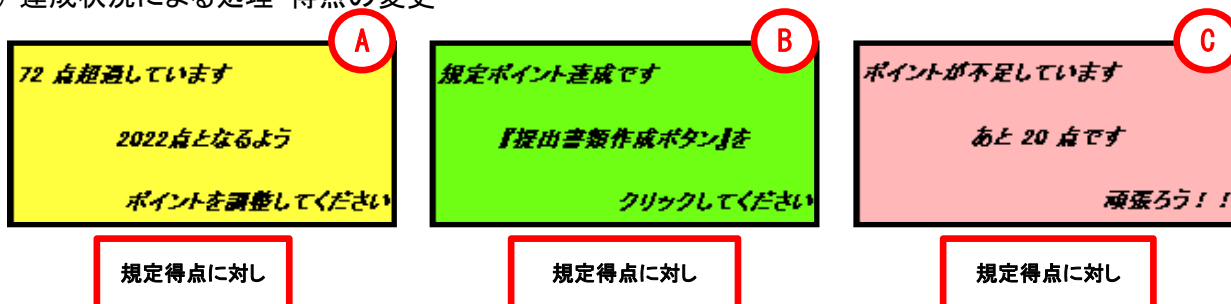 達成状況による処理 得点の変更
A
72 点超過しています
2022点となるよう
ポイントを調整してください
B
規定ポイント達成です
『提出書類作成ボタン』を
クリックしてください
C
ポイントが不足しています
あと 20 点です
頑張ろう！！
規定得点に対し
規定得点に対し
規定得点に対し